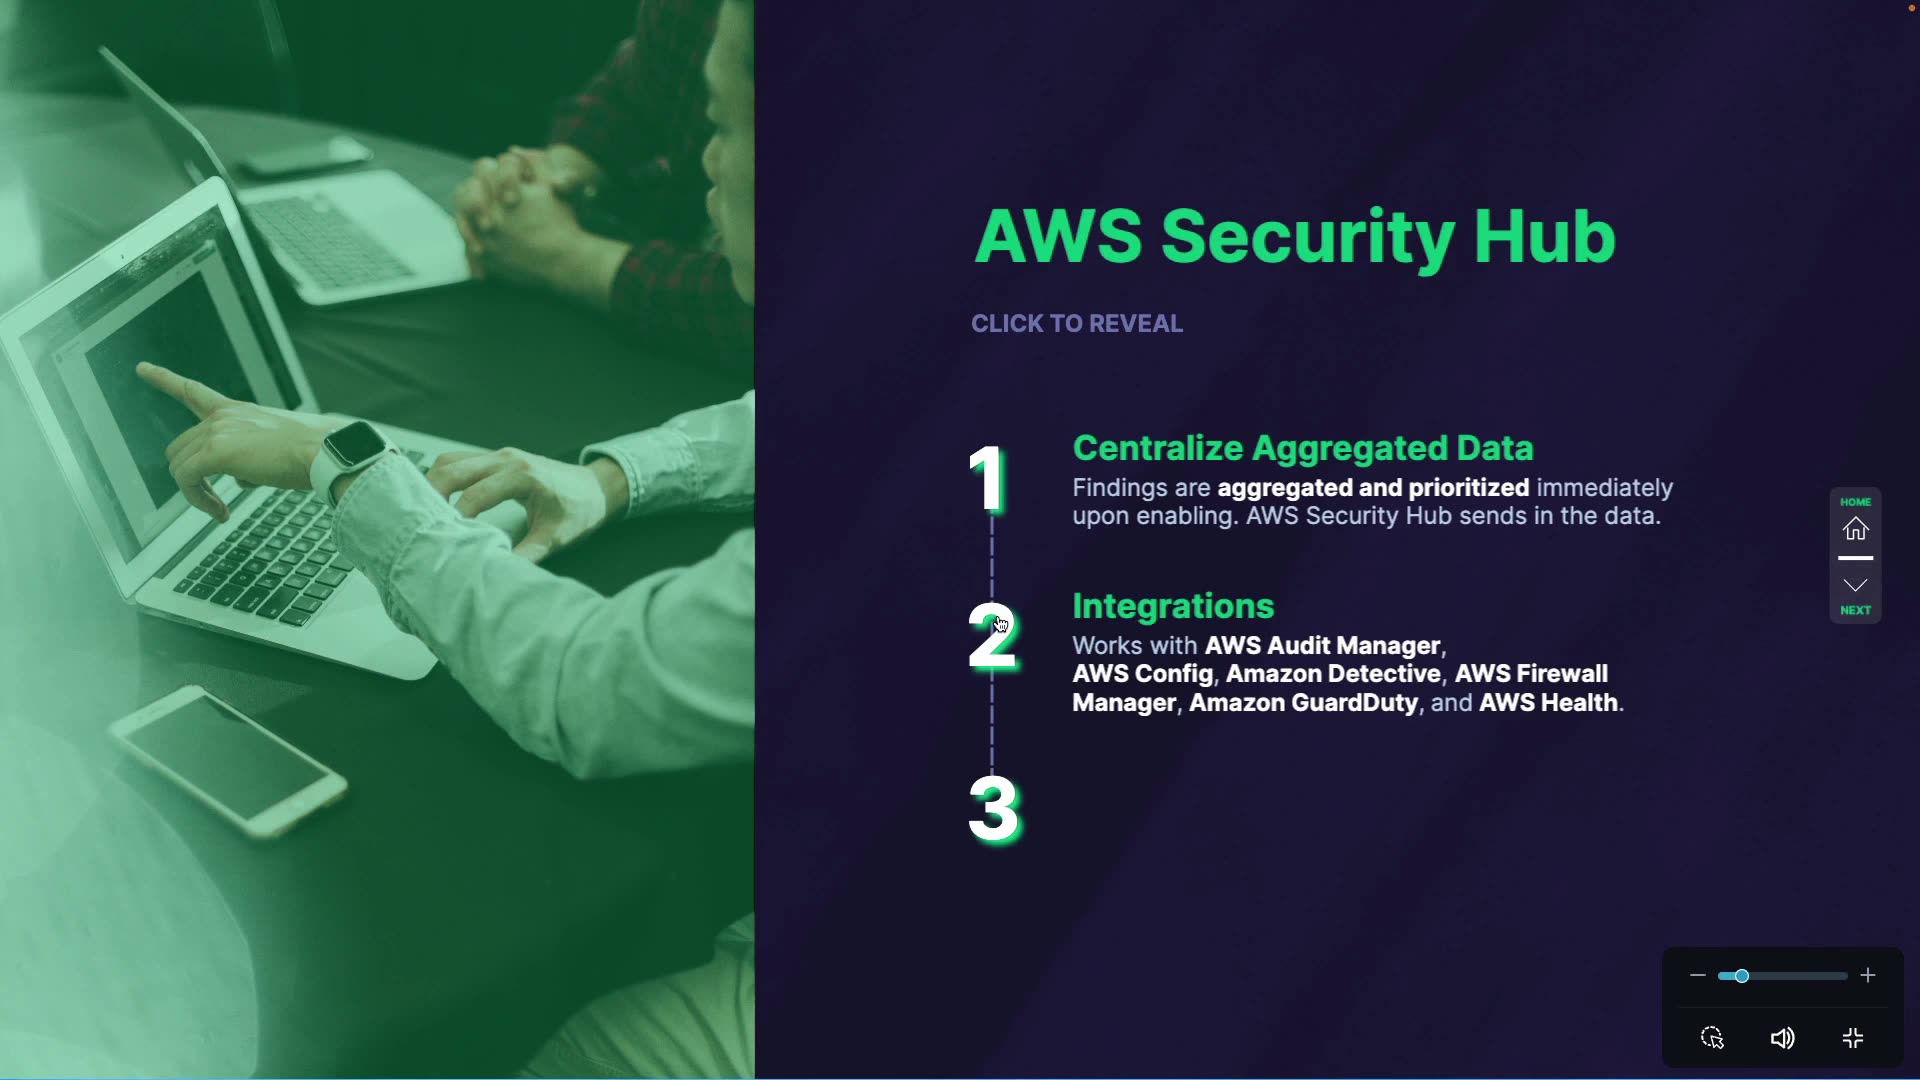 AWS Security Hub
CLICK TO REVEAL
1
Centralize Aggregated Data
Findings are aggregated and prioritized immediately
upon enabling. AWS Security Hub sends in the data.
2
Integrations
Works with AWS Audit Manager,
AWS Config, Amazon Detective, AWS Firewall
Manager, Amazon GuardDuty, and AWS Health.
3
HOME
NEXT